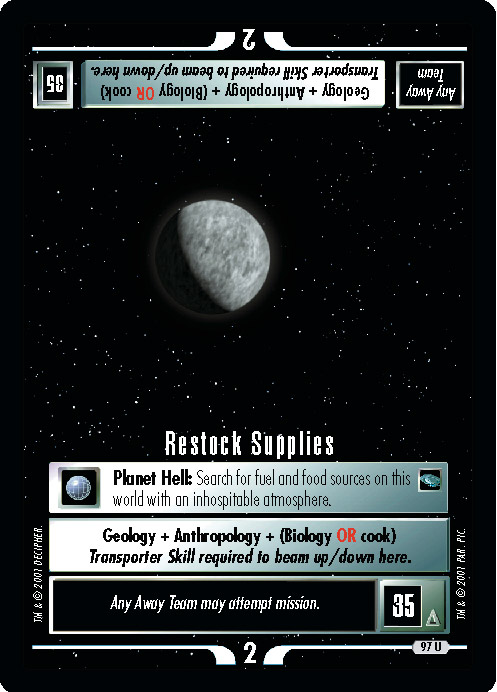 2
Geology + Anthropology + (Biology OR cook)
Transporter Skill required to beam up/down here.
35
Any Away
Team
Restock Supplies
Planet Hell: Search for fuel and food sources on this
world with an inhospitable atmosphere.
Geology + Anthropology + (Biology OR cook)
Transporter Skill required to beam up/down here.
Any Away Team may attempt mission.
35
TM & © 2001 DECIPHER.
TM & © 2001 PAR. PIC.
2
97 U